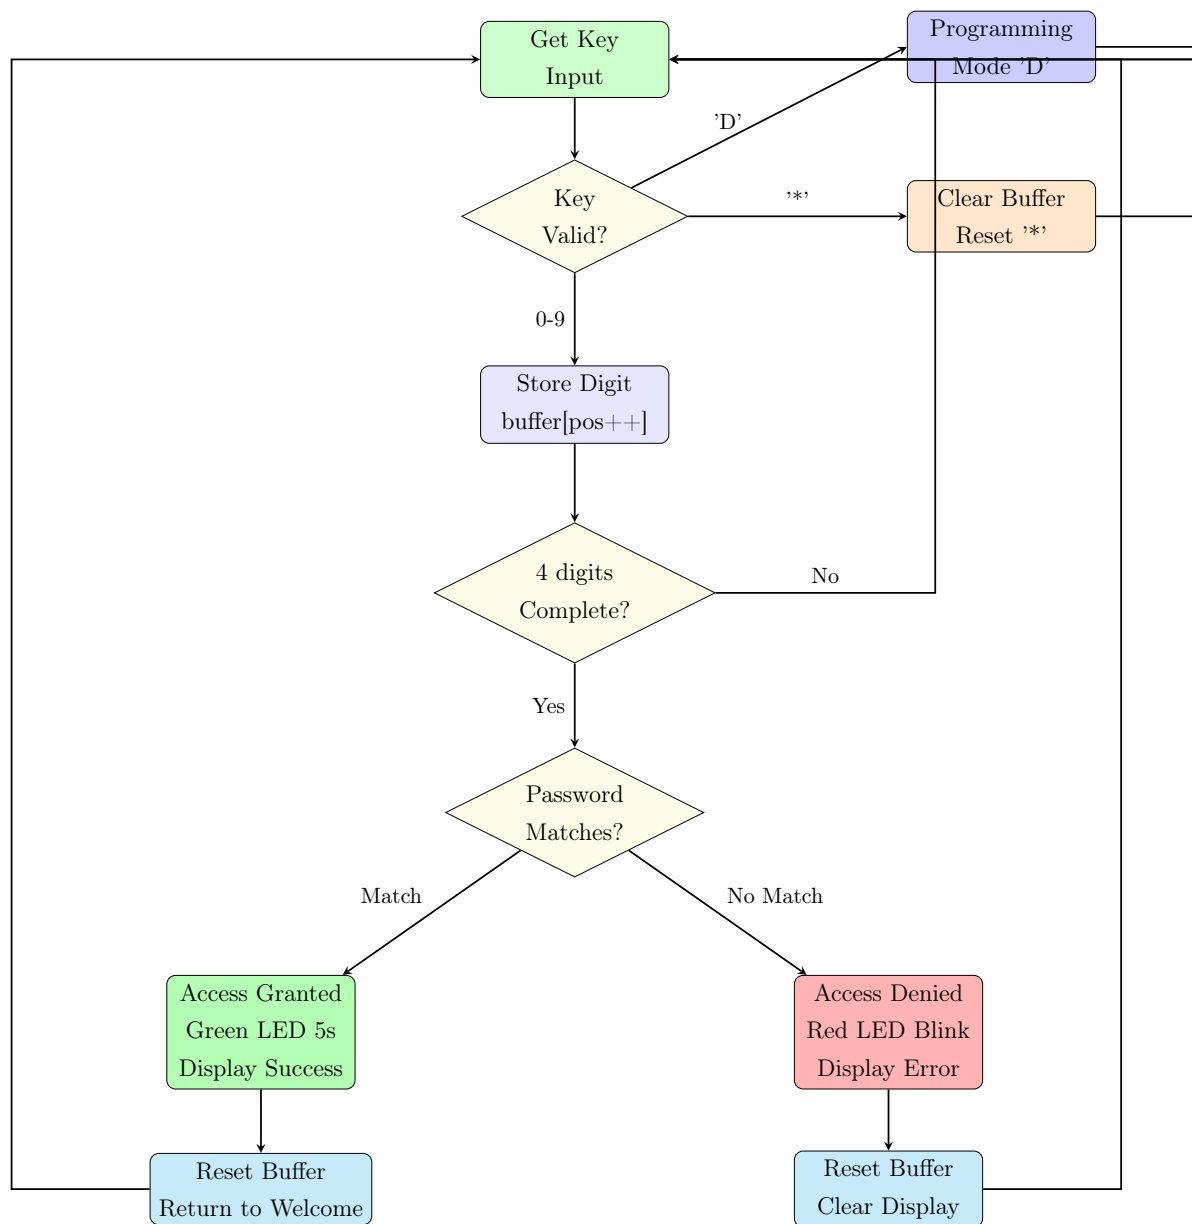 Get Key
Input
Programming
Mode 'D'
'D'
Key
Valid?
'*'
Clear Buffer
Reset '*'
0-9
Store Digit
buffer[pos++]
4 digits
Complete?
No
Yes
Password
Matches?
Match
No Match
Access Granted
Green LED 5s
Display Success
Access Denied
Red LED Blink
Display Error
Reset Buffer
Return to Welcome
Reset Buffer
Clear Display